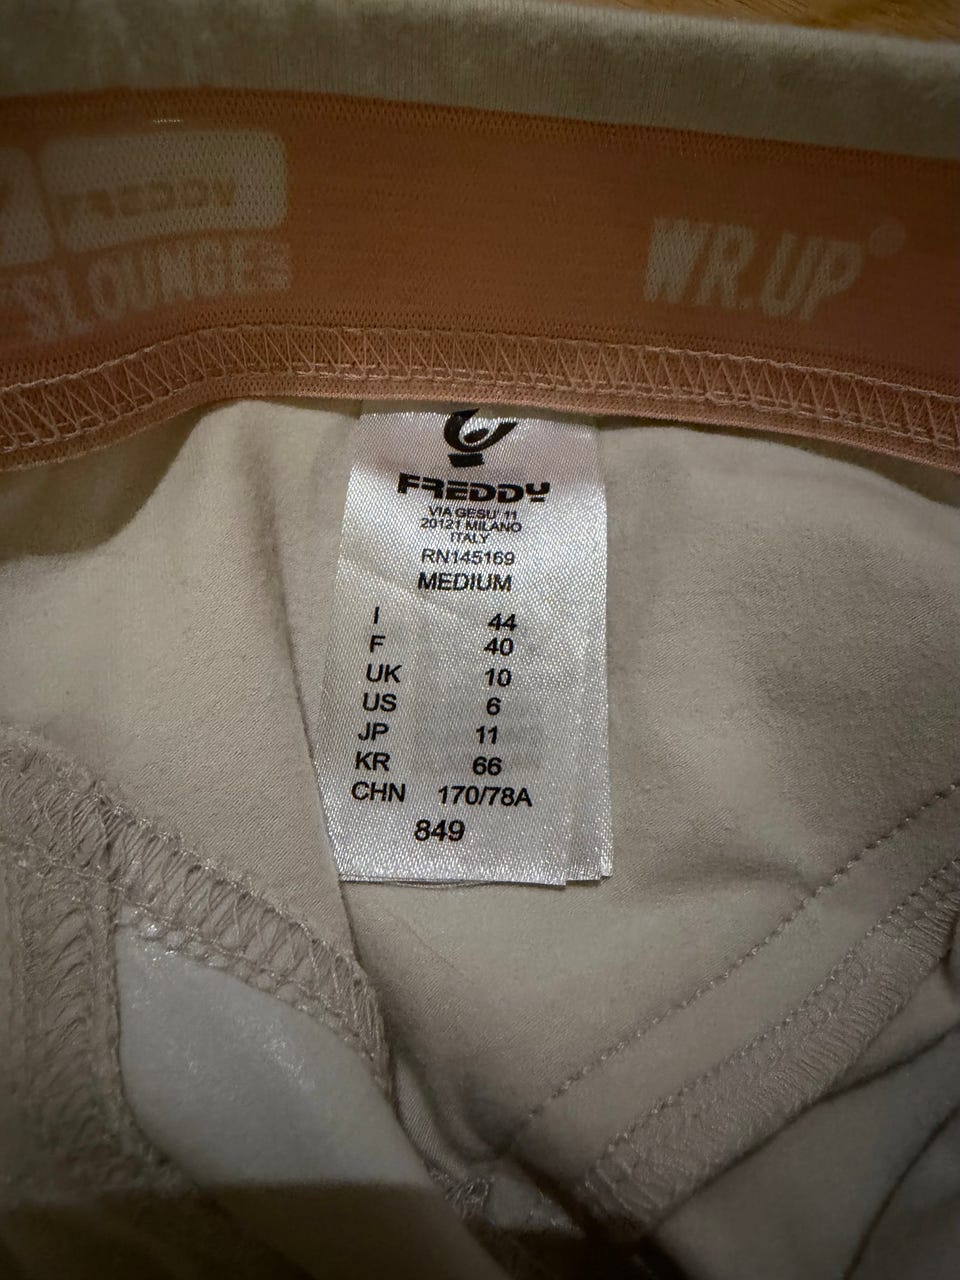 FREDDY
SLOUNGE
WR.UP®
FREDDY
VIA GESU' 11
20121 MILANO
ITALY
RN145169
MEDIUM
I 44
F 40
UK 10
US 6
JP 11
KR 66
CHN 170/78A
849